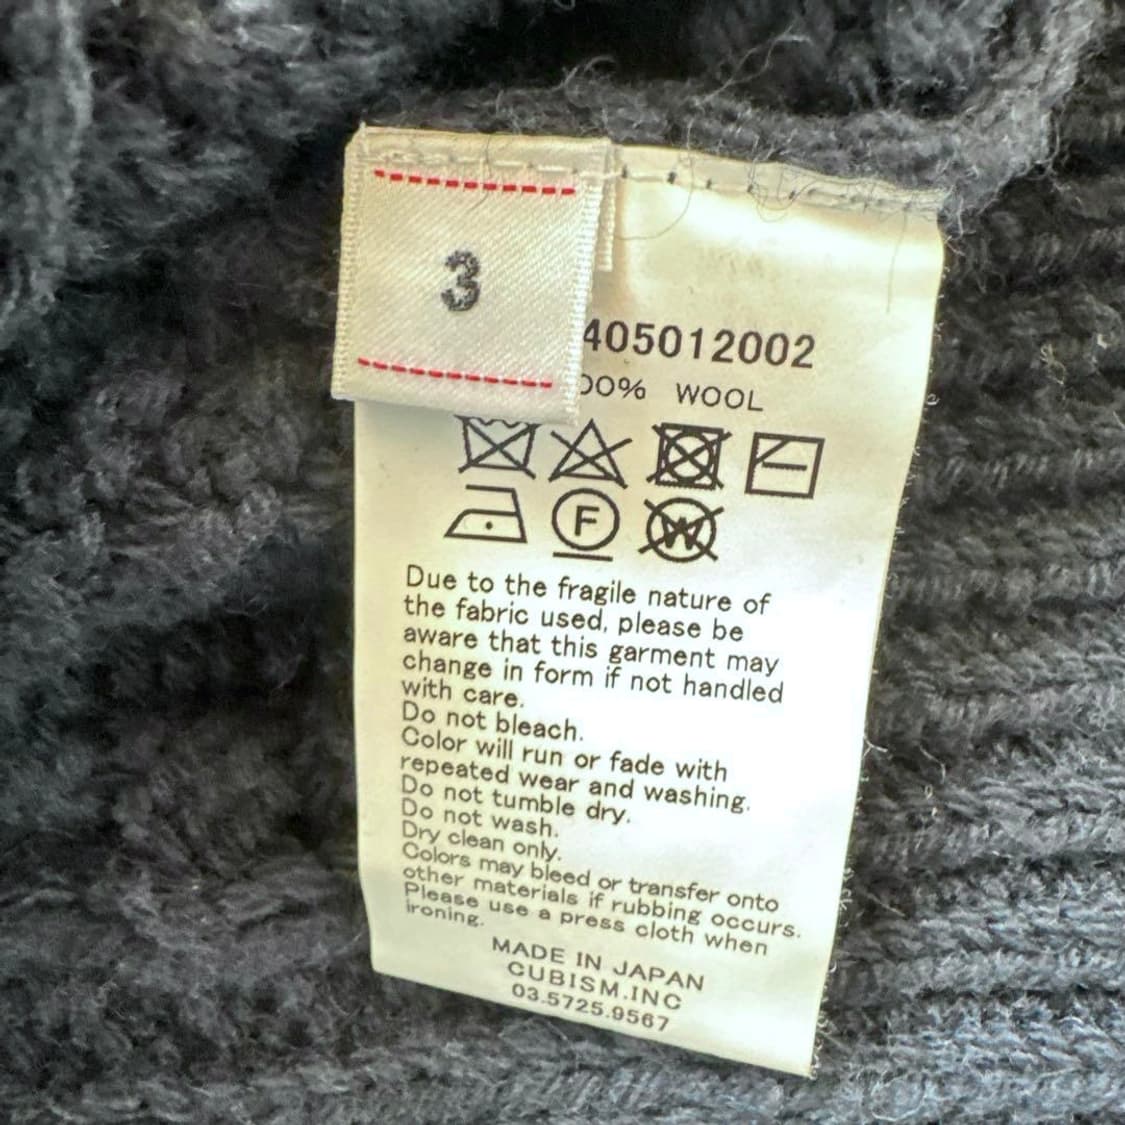 3
405012002
00% WOOL
F
W
Due to the fragile nature of
the fabric used, please be
aware that this garment may
change in form if not handled
with care.
Do not bleach.
Color will run or fade with
repeated wear and washing.
Do not tumble dry.
Do not wash.
Dry clean only.
Colors may bleed or transfer onto
other materials if rubbing occurs.
Please use a press cloth when
ironing.
MADE IN JAPAN
CUBISM.INC
03.5725.9567